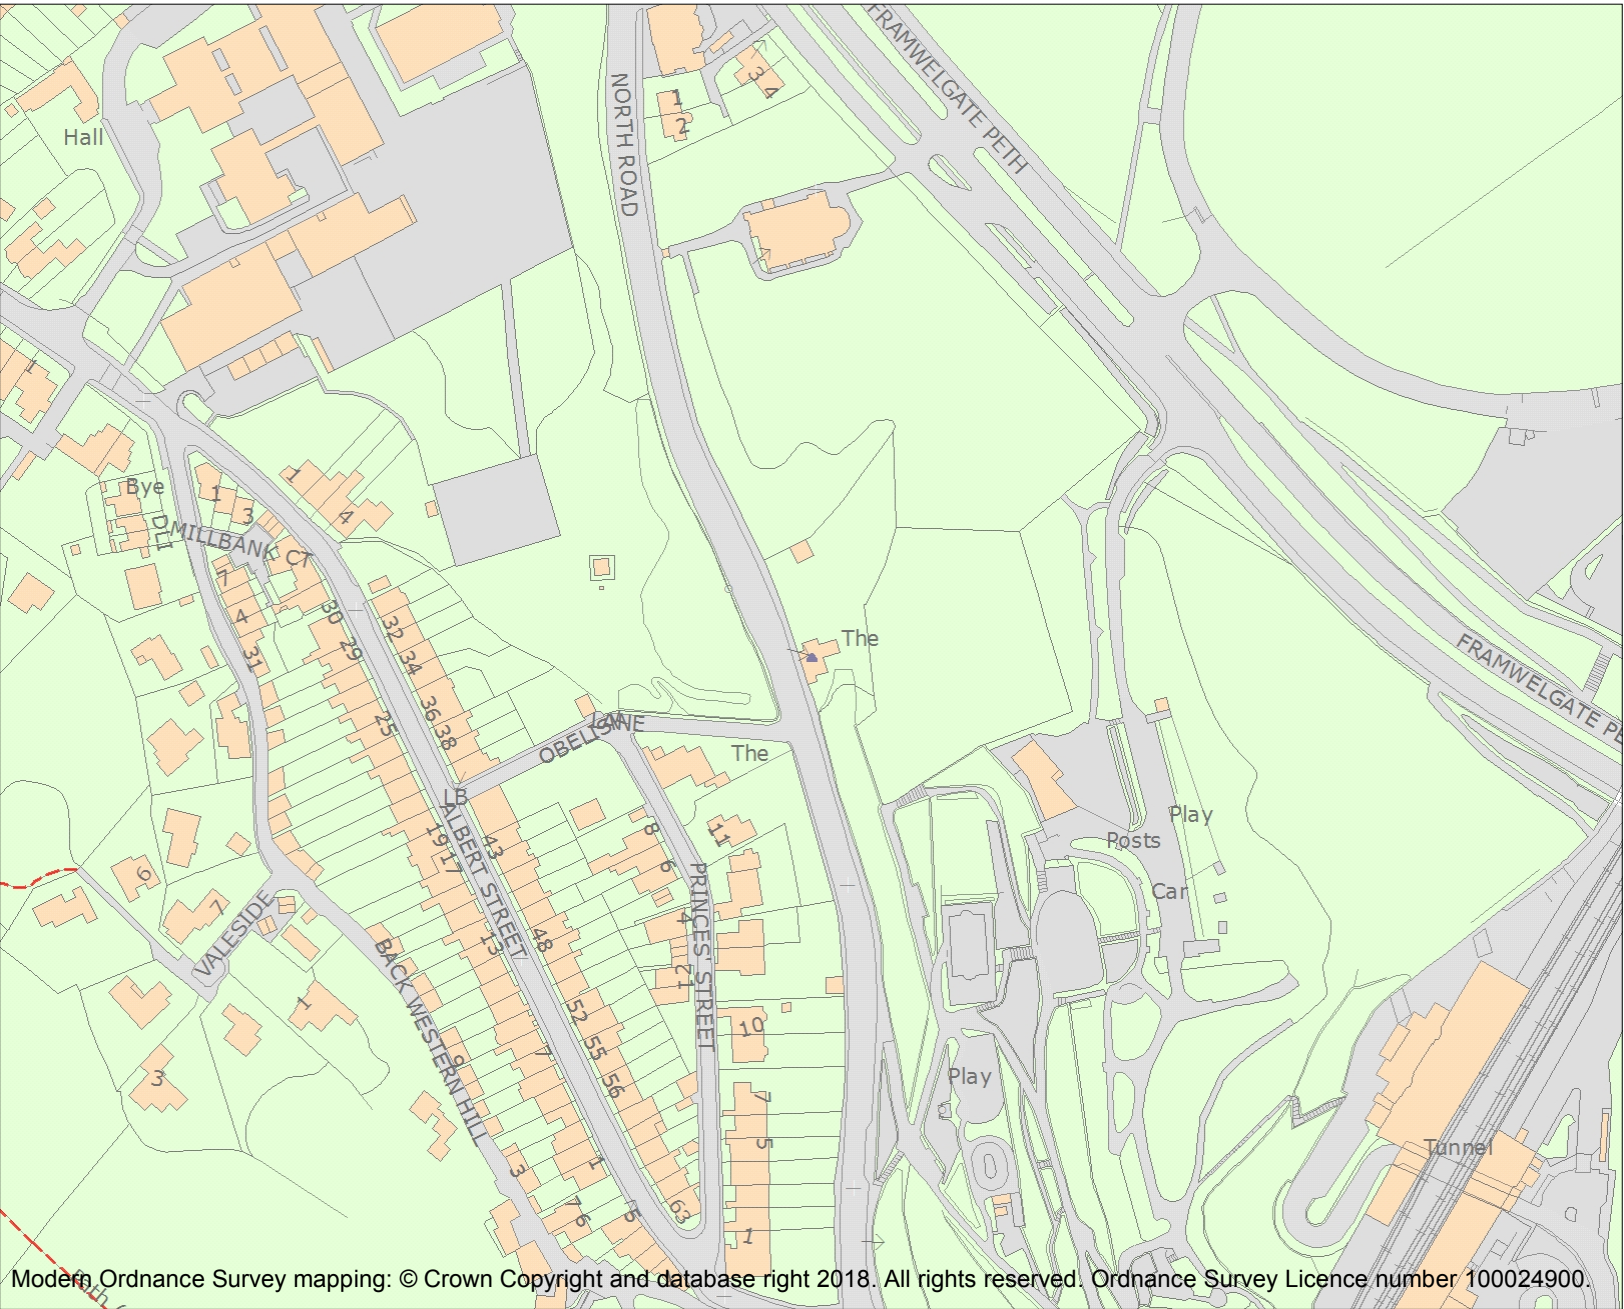 FRAMWELGATE PETH
NORTH ROAD
3
4
1
2
Hall
1
Bye
DLI
1
3
1
4
MILLBANK CT
7
4
31
30
29
32
34
The
25
36
38
OBELISK
LANE
The
LB
ALBERT STREET
19
17
43
8
6
11
PRINCES' STREET
FRAMWELGATE PE
Play
Posts
Car
6
7
VALESIDE
BACK WESTERN HILL
13
48
4
21
1
52
55
56
7
9
10
3
Play
7
5
Tunnel
3
1
7
6
5
63
1
Path
Modern Ordnance Survey mapping: © Crown Copyright and database right 2018. All rights reserved. Ordnance Survey Licence number 100024900.